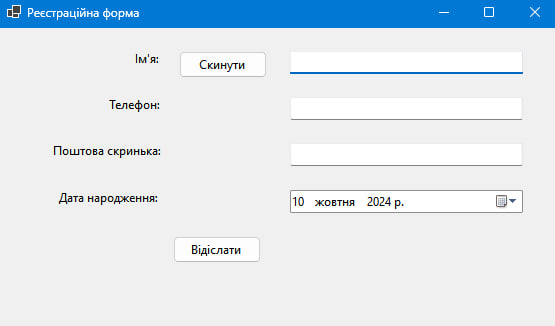 Реєстраційна форма
Ім'я:
Скинути
Телефон:
Поштова скринька:
Дата народження:
10 жовтня 2024 р.
Відіслати